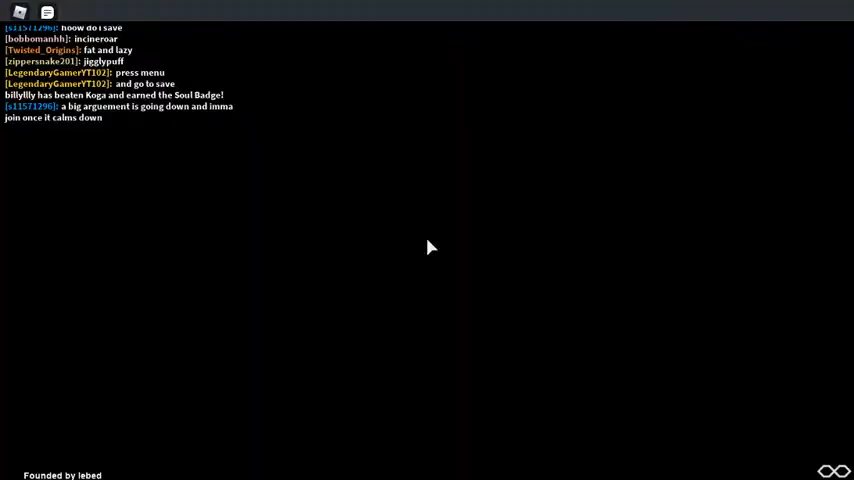 [s11571296]: hoow do i save
[bobbomanhh]: incineroar
[Twisted_Origins]: fat and lazy
[zippersnake201]: jigglypuff
[LegendaryGamerYT102]: press menu
[LegendaryGamerYT102]: and go to save
billyllly has beaten Koga and earned the Soul Badge!
[s11571296]: a big arguement is going down and imma
join once it calms down
Founded by lebed